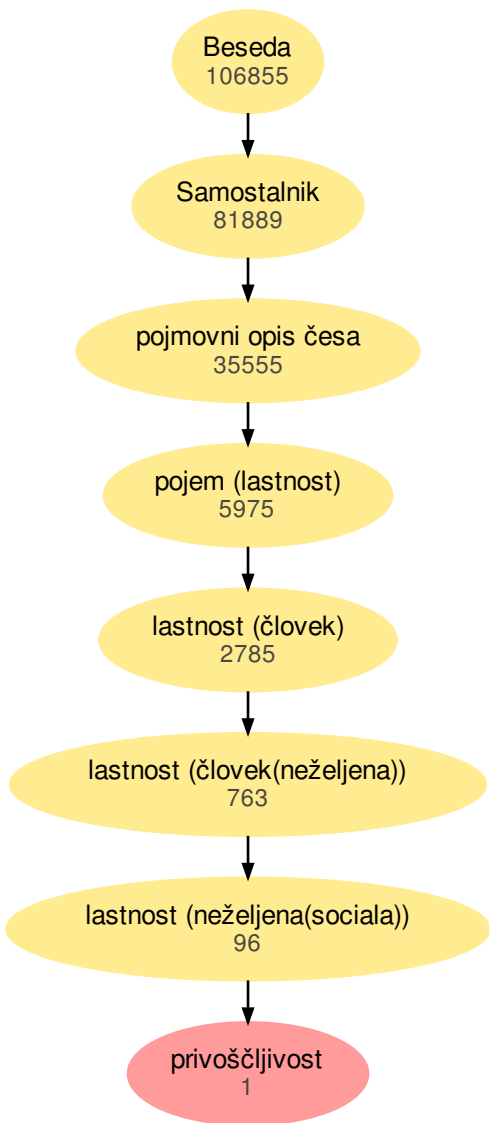 Beseda
106855
Samostalnik
81889
pojmovni opis česa
35555
pojem (lastnost)
5975
lastnost (človek)
2785
lastnost (človek(neželjena))
763
lastnost (neželjena(sociala))
96
privoščljivost
1